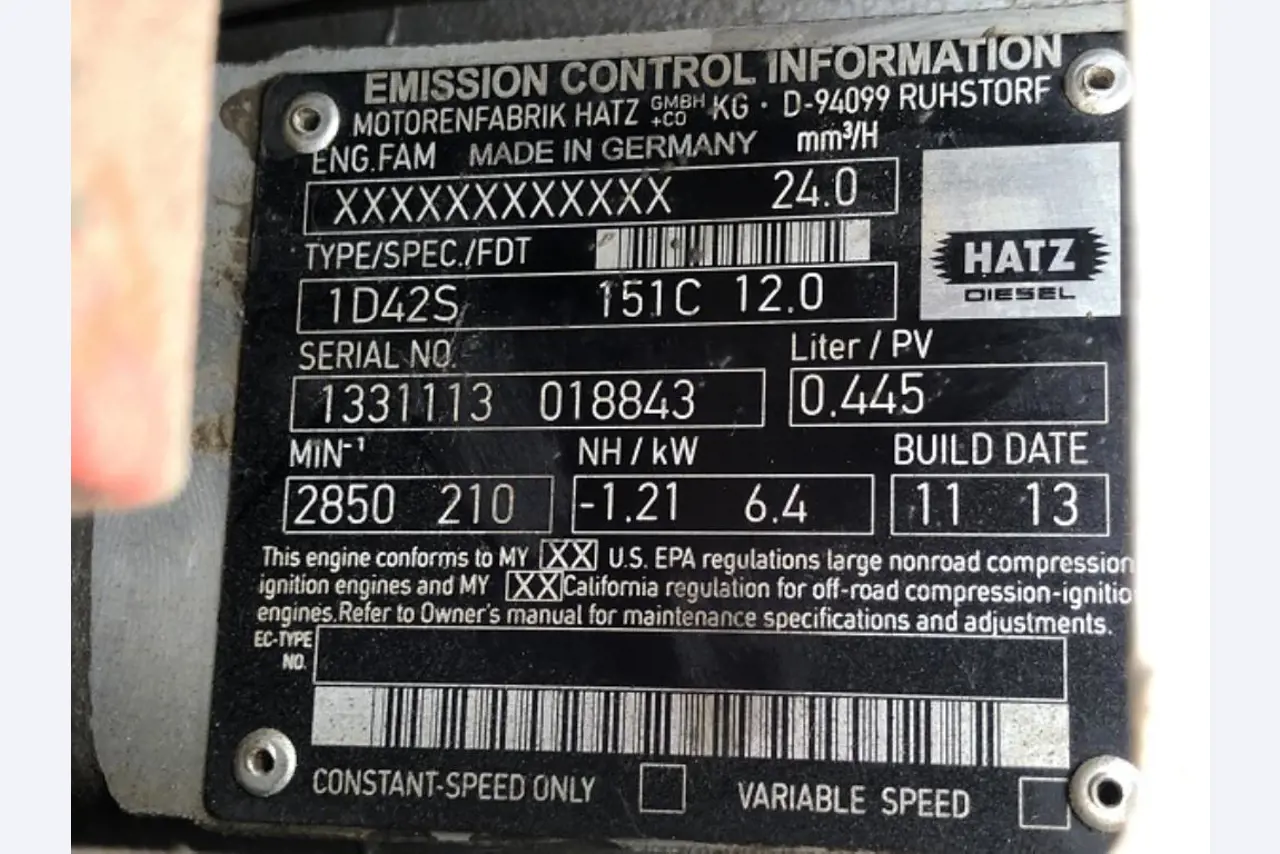 EMISSION CONTROL INFORMATION
MOTORENFABRIK HATZ GMBH +CO KG · D-94099 RUHSTORF
ENG.FAM MADE IN GERMANY mm³/H
XXXXXXXXXXXX 24.0
TYPE/SPEC./FDT
HATZ
DIESEL
1D42S 151C 12.0
SERIAL NO. Liter / PV
1331113 018843 0.445
MIN⁻¹ NH / kW BUILD DATE
2850 210 -1.21 6.4 11 13
This engine conforms to MY XX U.S. EPA regulations large nonroad compression
ignition engines and MY XX California regulation for off-road compression-ignitio
engines.Refer to Owner's manual for maintenance specifications and adjustments.
EC-TYPE
NO.
CONSTANT-SPEED ONLY VARIABLE SPEED